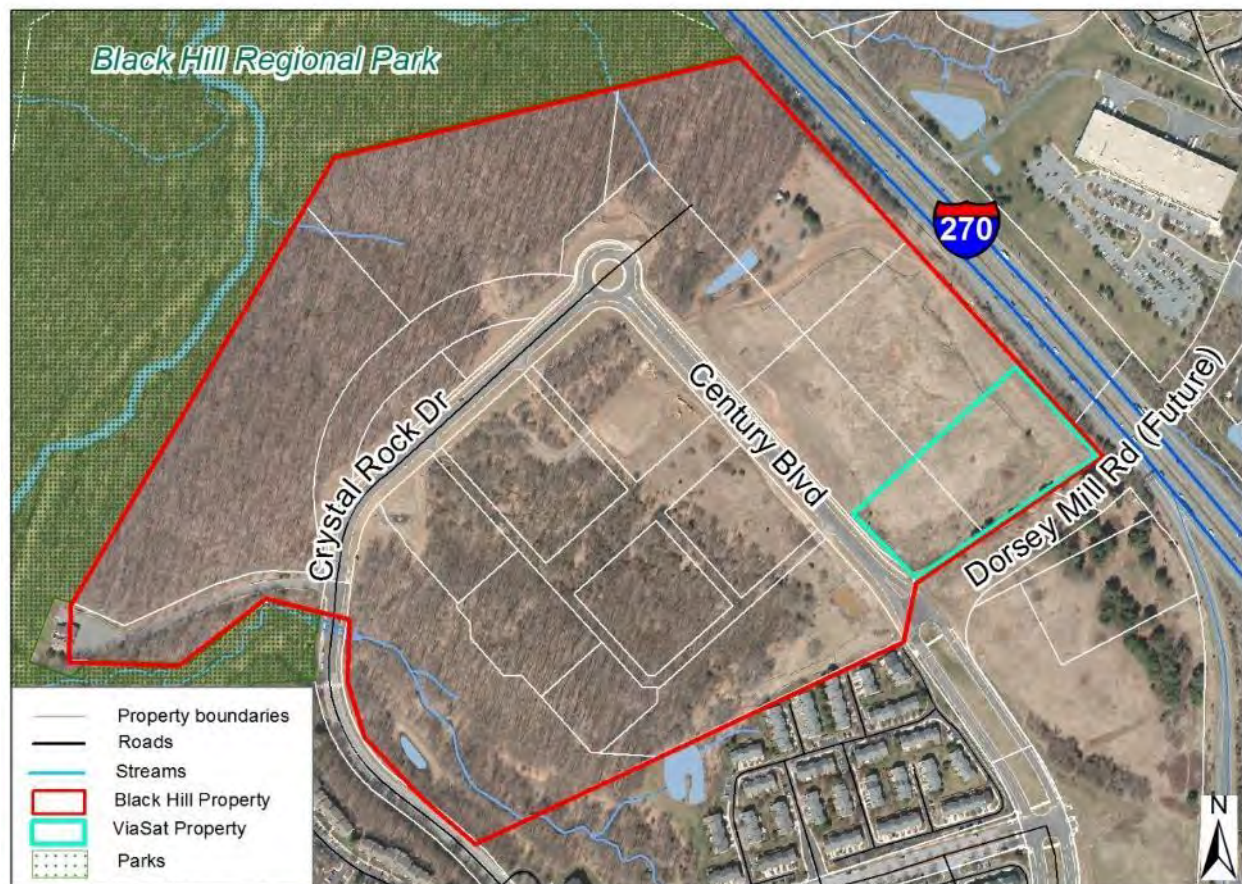 Black Hill Regional Park
270
Crystal Rock Dr
Century Blvd
Dorsey Mill Rd (Future)
Property boundaries
Roads
Streams
Black Hill Property
ViaSat Property
Parks
N